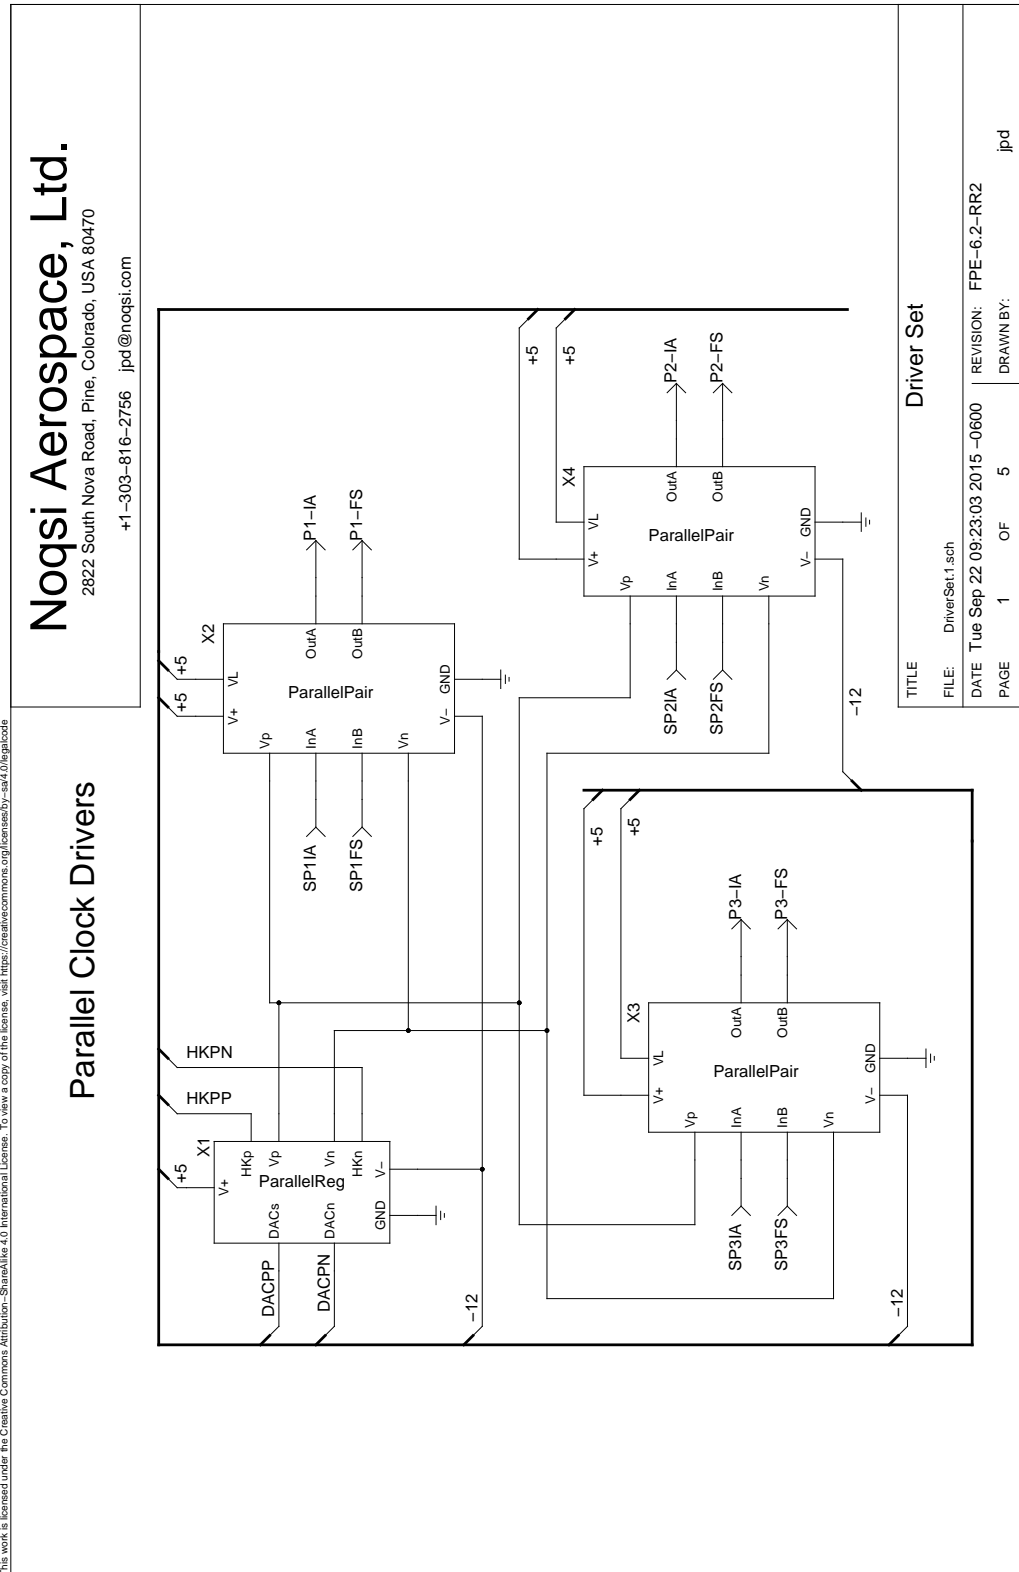 This work is licensed under the Creative Commons Attribution−ShareAlike 4.0 International License. To view a copy of the license, visit https://creativecommons.org/licenses/by−sa/4.0/legalcode
Noqsi Aerospace, Ltd.
2822 South Nova Road, Pine, Colorado, USA 80470
+1−303−816−2756 jpd@noqsi.com
Parallel Clock Drivers
HKPN
HKPP
+5
X1
V+
HKp
Vp
Vn
HKn
ParallelReg
DACs
DACn
GND
V−
DACPP
DACPN
−12
+5
+5
X2
V+
VL
Vp
InA
InB
Vn
ParallelPair
OutA
OutB
GND
V−
SP1IA
SP1FS
P1−IA
P1−FS
+5
+5
X4
V+
VL
Vp
InA
InB
Vn
ParallelPair
OutA
OutB
GND
V−
SP2IA
SP2FS
P2−IA
P2−FS
−12
+5
+5
X3
V+
VL
Vp
InA
InB
Vn
ParallelPair
OutA
OutB
GND
V−
SP3IA
SP3FS
P3−IA
P3−FS
−12
TITLE
Driver Set
FILE: DriverSet.1.sch
REVISION: FPE−6.2−RR2
DATE Tue Sep 22 09:23:03 2015 −0600
PAGE 1 OF 5
DRAWN BY: jpd